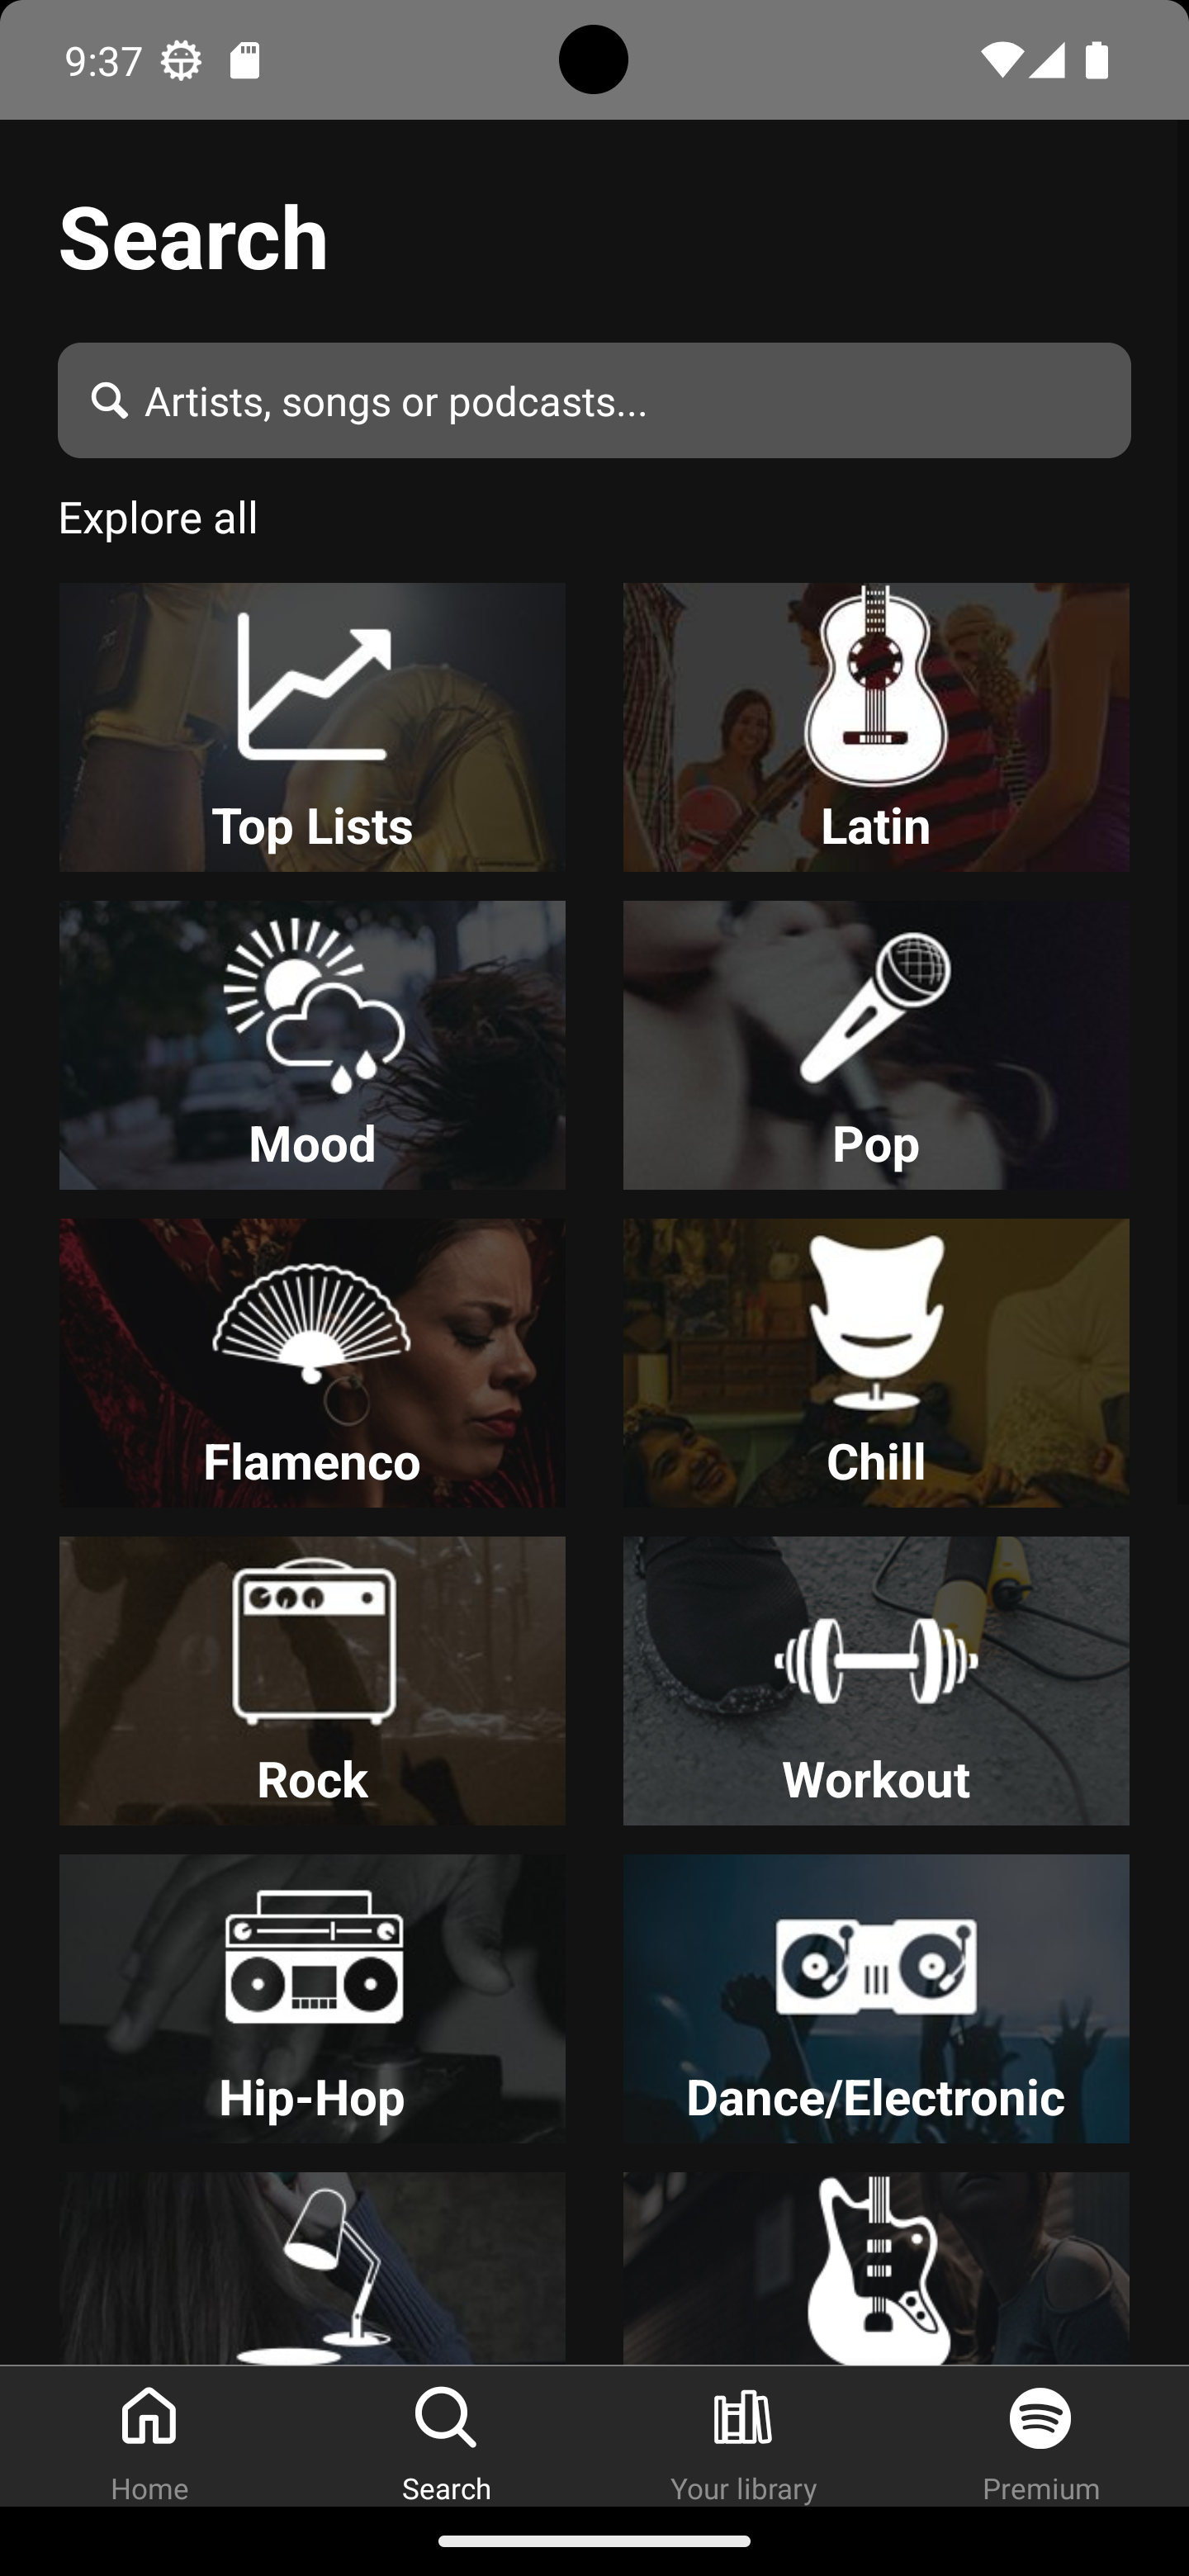 9:37
Search
Artists, songs or podcasts...
Explore all
Top Lists
Latin
Mood
Pop
Flamenco
Chill
Rock
Workout
Hip-Hop
Dance/Electronic
Home
Search
Your library
Premium